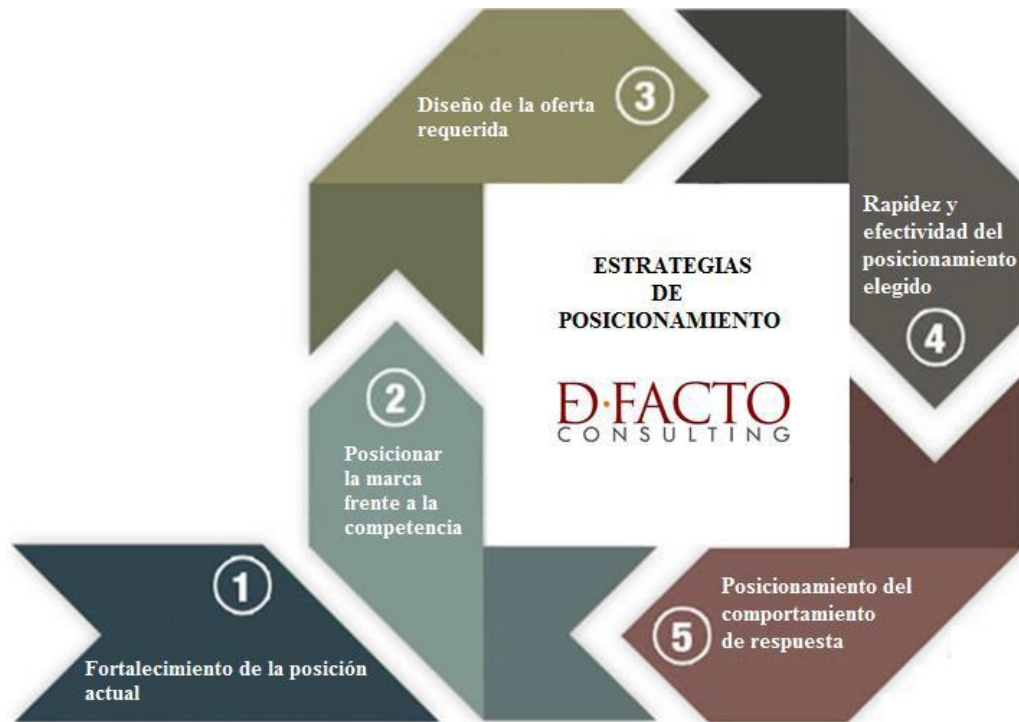 ESTRATEGIAS
DE
POSICIONAMIENTO
D·FACTO
CONSULTING
1
Fortalecimiento de la posición
actual
2
Posicionar
la marca
frente a la
competencia
3
Diseño de la oferta
requerida
Rapidez y
efectividad del
posicionamiento
elegido
4
5
Posicionamiento del
comportamiento
de respuesta